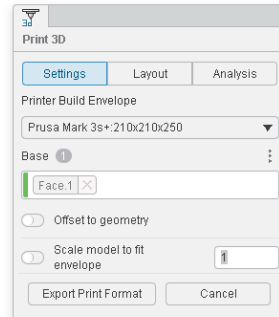 3D
Print 3D
Settings Layout Analysis
Printer Build Envelope
Prusa Mark 3s+:210x210x250
Base 1
Face.1
Offset to geometry
Scale model to fit
envelope
1
Export Print Format Cancel